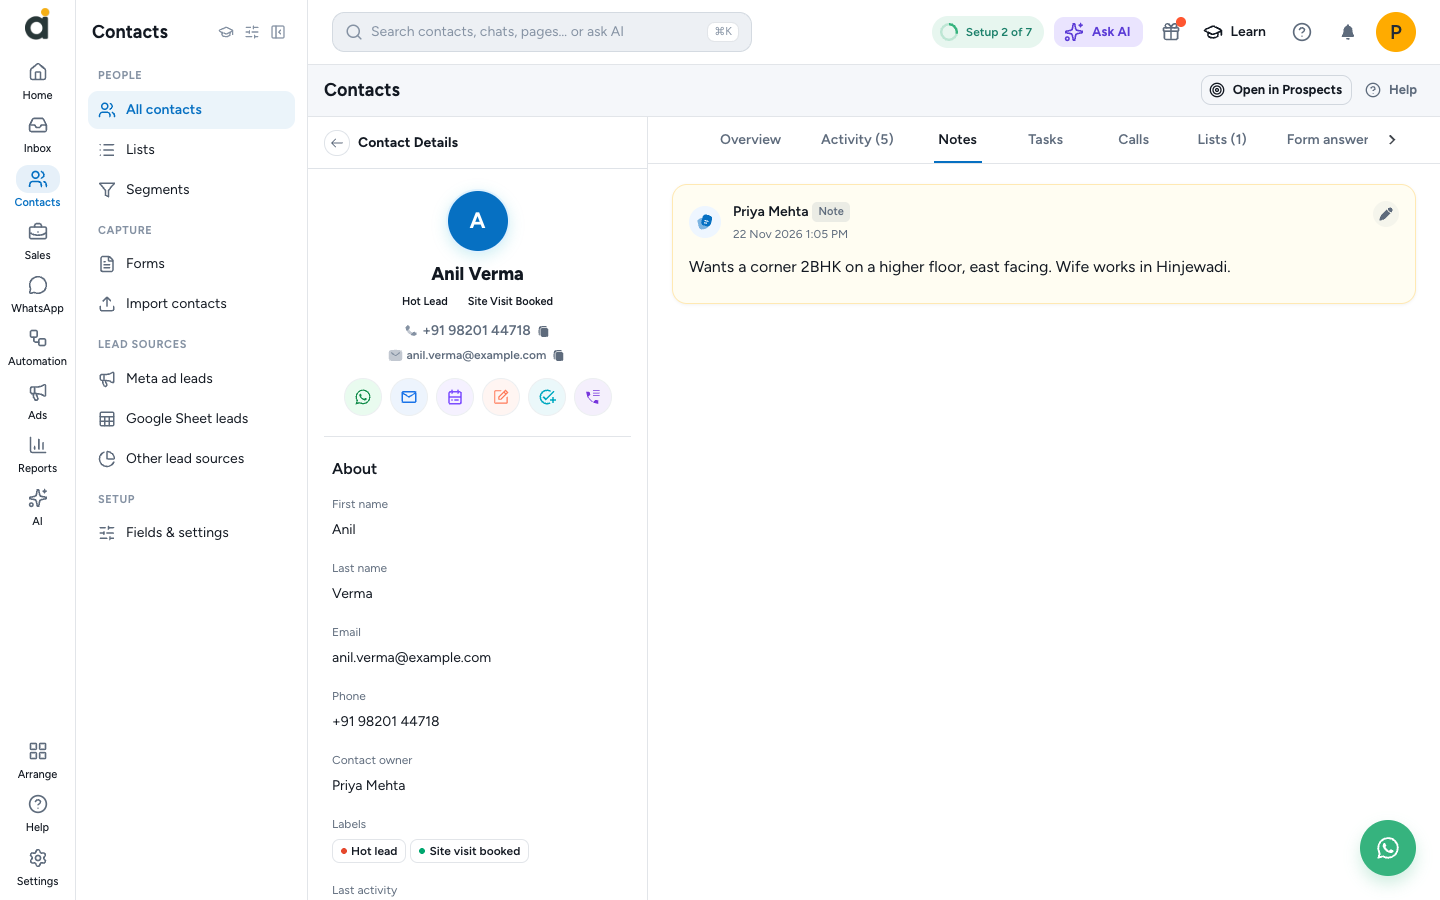 Contacts
Search contacts, chats, pages... or ask AI
⌘K
Setup 2 of 7
Ask AI
Learn
P
Home
Inbox
Contacts
Sales
WhatsApp
Automation
Ads
Reports
AI
Arrange
Help
Settings
PEOPLE
All contacts
Lists
Segments
CAPTURE
Forms
Import contacts
LEAD SOURCES
Meta ad leads
Google Sheet leads
Other lead sources
SETUP
Fields & settings
Contacts
Open in Prospects
Help
Contact Details
A
Anil Verma
Hot Lead Site Visit Booked
+91 98201 44718
anil.verma@example.com
About
First name
Anil
Last name
Verma
Email
anil.verma@example.com
Phone
+91 98201 44718
Contact owner
Priya Mehta
Labels
Hot lead Site visit booked
Last activity
Overview Activity (5) Notes Tasks Calls Lists (1) Form answer
Priya Mehta Note
22 Nov 2026 1:05 PM
Wants a corner 2BHK on a higher floor, east facing. Wife works in Hinjewadi.